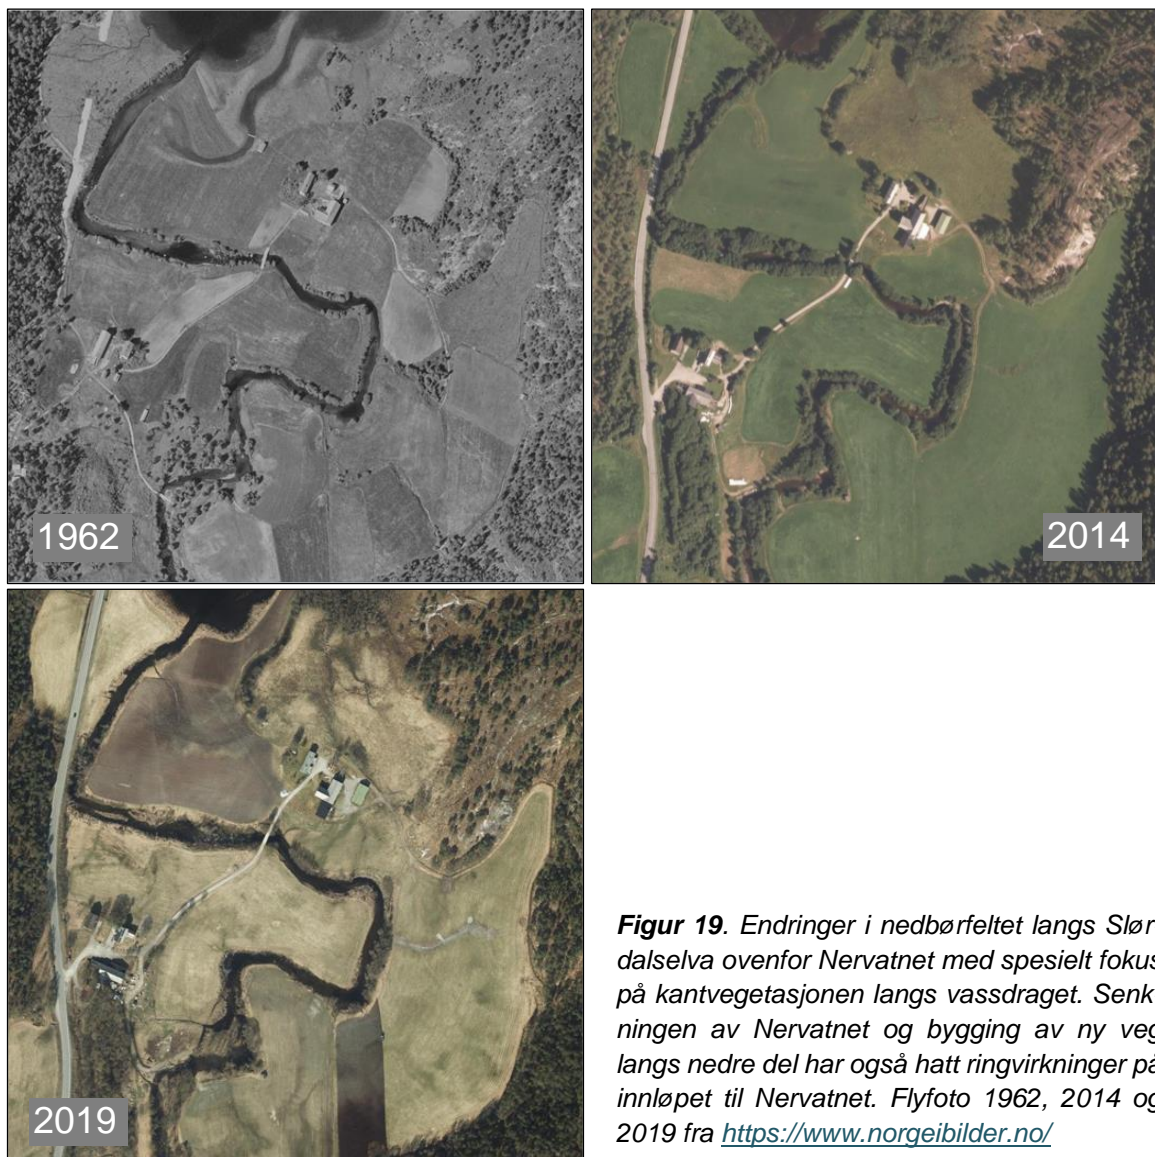 1962
2014
2019
Figur 19. Endringer i nedbørfeltet langs Slør
dalselva ovenfor Nervatnet med spesielt fokus
på kantvegetasjonen langs vassdraget. Senk
ningen av Nervatnet og bygging av ny veg
langs nedre del har også hatt ringvirkninger på
innløpet til Nervatnet. Flyfoto 1962, 2014 og
2019 fra https://www.norgeibilder.no/